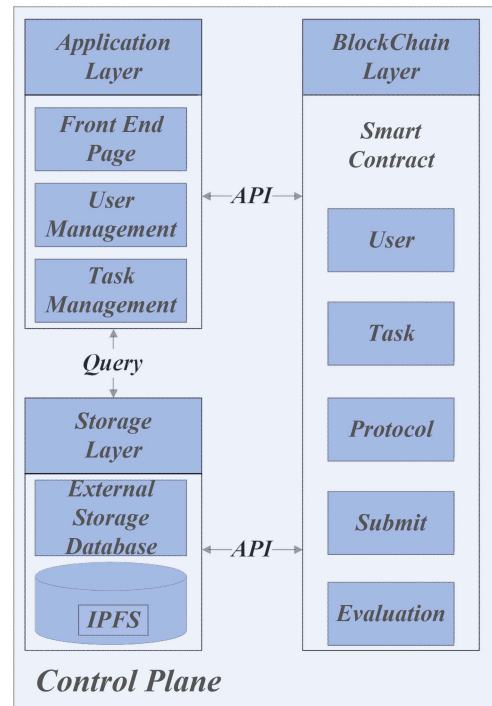 Application
Layer
Front End
Page
User
Management
Task
Management
Query
Storage
Layer
External
Storage
Database
IPFS
API
API
BlockChain
Layer
Smart
Contract
User
Task
Protocol
Submit
Evaluation
Control Plane